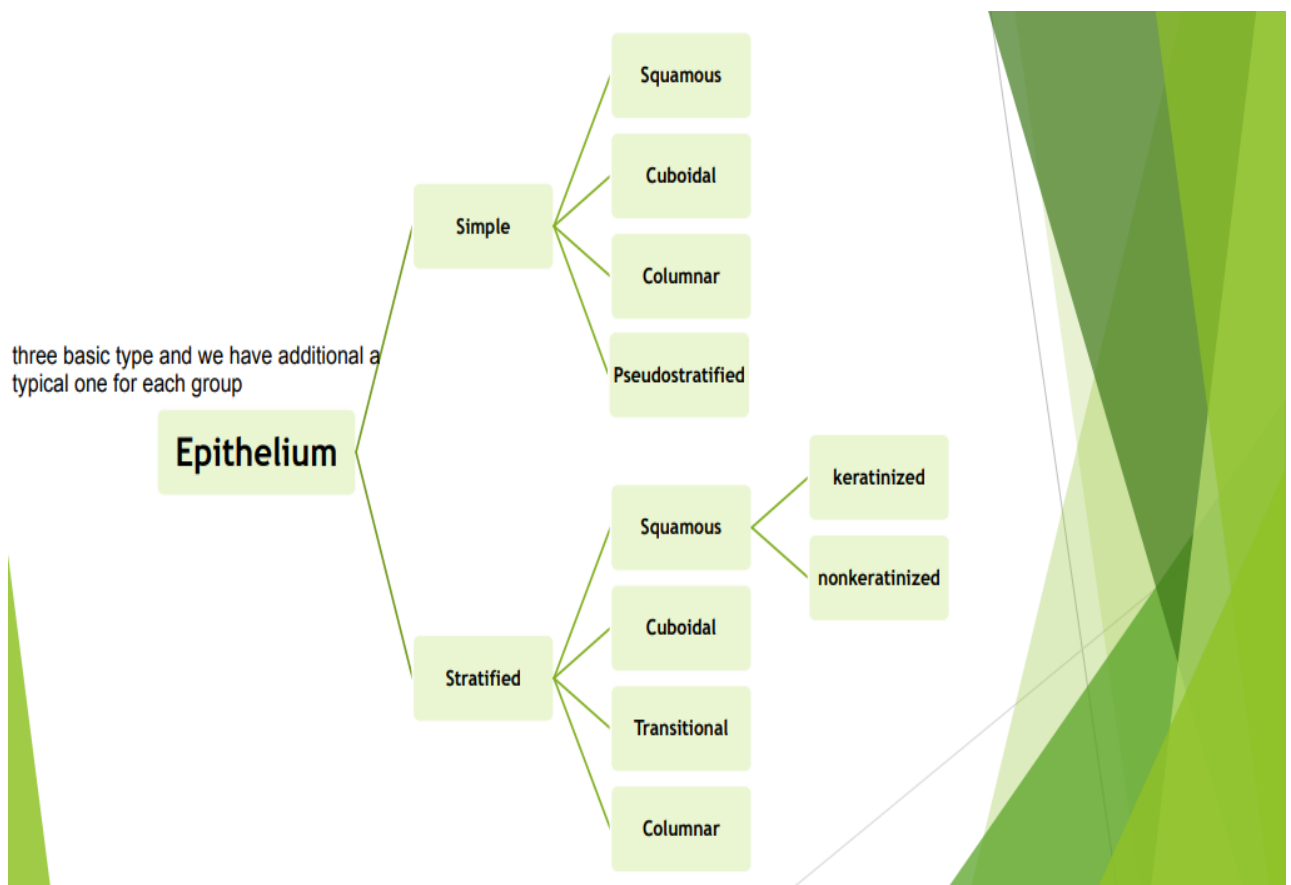 Squamous
Cuboidal
Simple
Columnar
three basic type and we have additional a
typical one for each group
Pseudostratified
Epithelium
keratinized
Squamous
nonkeratinized
Cuboidal
Stratified
Transitional
Columnar